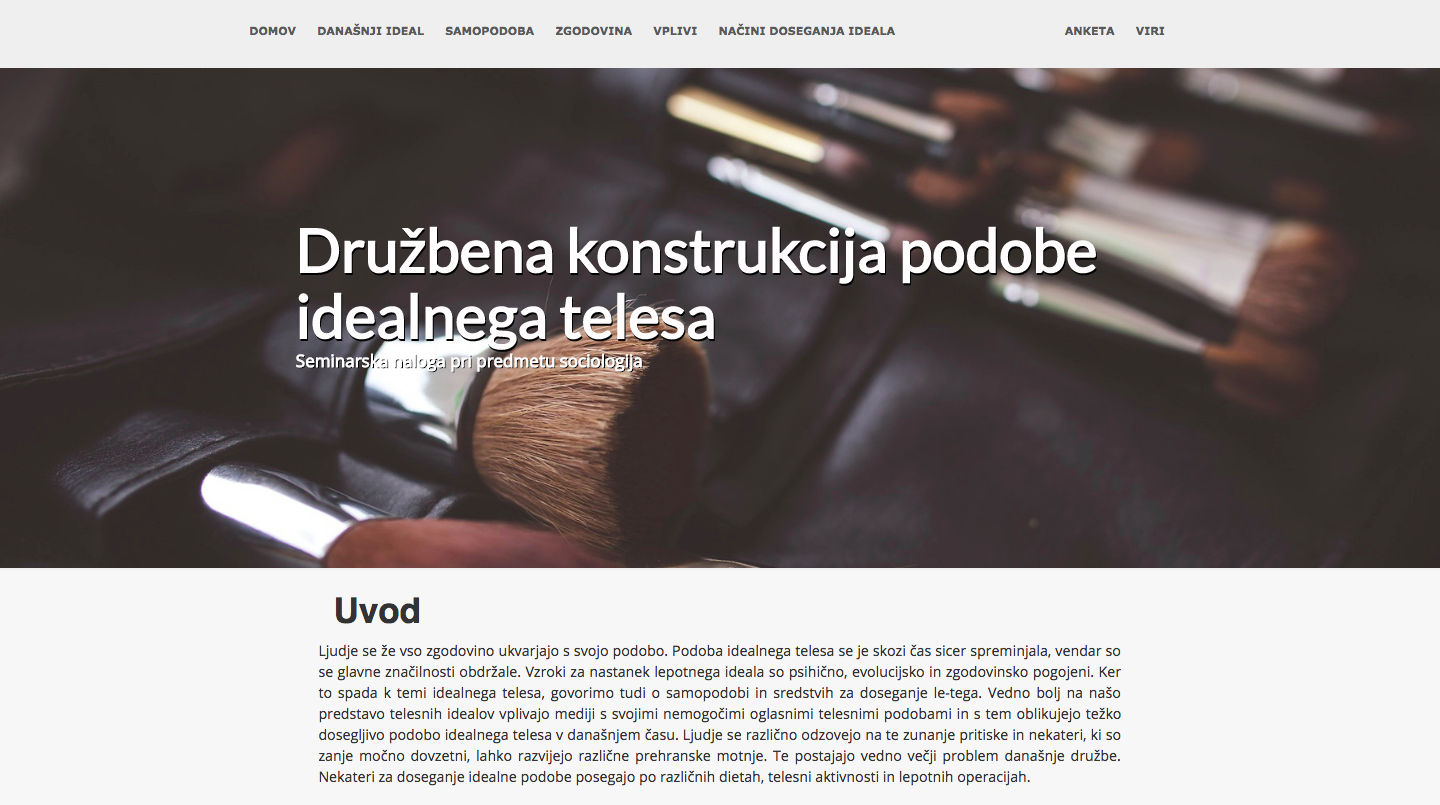 DOMOV DANAŠNJI IDEAL SAMOPODOBA ZGODOVINA VPLIVI NAČINI DOSEGANJA IDEALA ANKETA VIRI
Družbena konstrukcija podobe
idealnega telesa
Seminarska naloga pri predmetu sociologija
Uvod
Ljudje se že vso zgodovino ukvarjajo s svojo podobo. Podoba idealnega telesa se je skozi čas sicer spreminjala, vendar so
se glavne značilnosti obdržale. Vzroki za nastanek lepotnega ideala so psihično, evolucijsko in zgodovinsko pogojeni. Ker
to spada k temi idealnega telesa, govorimo tudi o samopodobi in sredstvih za doseganje le-tega. Vedno bolj na našo
predstavo telesnih idealov vplivajo mediji s svojimi nemogočimi oglasnimi telesnimi podobami in s tem oblikujejo težko
dosegljivo podobo idealnega telesa v današnjem času. Ljudje se različno odzovejo na te zunanje pritiske in nekateri, ki so
zanje močno dovzetni, lahko razvijejo različne prehranske motnje. Te postajajo vedno večji problem današnje družbe.
Nekateri za doseganje idealne podobe posegajo po različnih dietah, telesni aktivnosti in lepotnih operacijah.